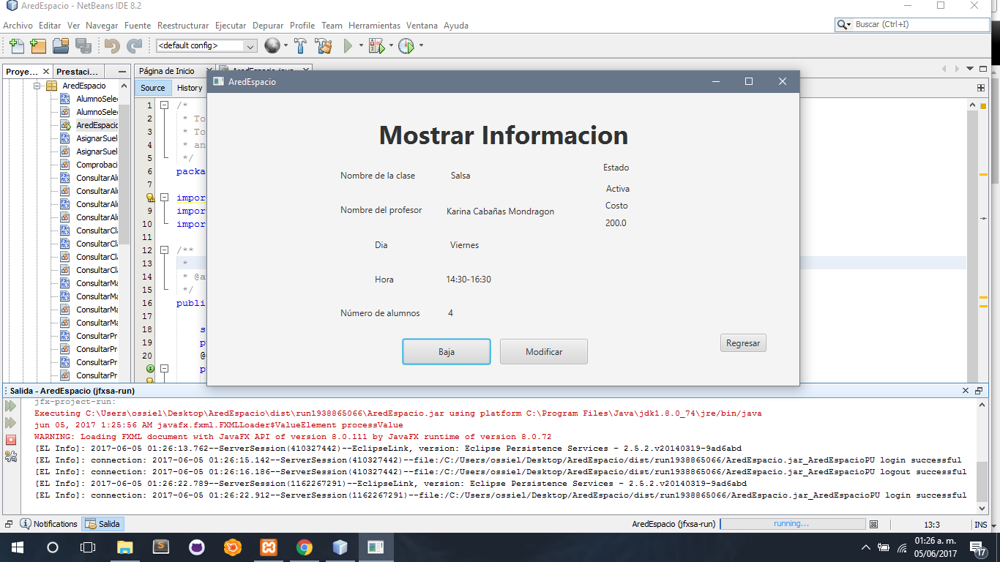 AredEspacio - NetBeans IDE 8.2
Archivo Editar Ver Navegar Fuente Reestructurar Ejecutar Depurar Profile Team Herramientas Ventana Ayuda
Buscar (Ctrl+I)
<default config>
Proye... Prestaci...
Página de Inicio AredEspacio.java
AredEspacio
AlumnoSele
AlumnoSele
AredEspacio
AsignarSuel
AsignarSuel
Comprobaci
ConsultarAlu
ConsultarAlu
ConsultarAlu
ConsultarAlu
ConsultarCla
ConsultarCla
ConsultarCla
ConsultarCla
ConsultarMa
ConsultarMa
ConsultarMa
ConsultarMa
ConsultarPr
ConsultarPr
ConsultarPr
ConsultarPr
Source History
1 /*
2 * To
3 * To
4 * an
5 */
6 packa
7
impor
9 impor
10 impor
11
12 /**
13 *
14 * @a
15 */
16 publi
17
18 s
19 p
20 @
p
AredEspacio
Mostrar Informacion
Nombre de la clase Salsa
Estado
Activa
Nombre del profesor Karina Cabañas Mondragon
Costo
200.0
Dia Viernes
Hora 14:30-16:30
Número de alumnos 4
Baja Modificar Regresar
Salida - AredEspacio (jfxsa-run)
jfx-project-run:
Executing C:\Users\ossiel\Desktop\AredEspacio\dist\run1938865066\AredEspacio.jar using platform C:\Program Files\Java\jdk1.8.0_74\jre/bin/java
jun 05, 2017 1:25:56 AM javafx.fxml.FXMLLoader$ValueElement processValue
WARNING: Loading FXML document with JavaFX API of version 8.0.111 by JavaFX runtime of version 8.0.72
[EL Info]: 2017-06-05 01:26:13.762--ServerSession(410327442)--EclipseLink, version: Eclipse Persistence Services - 2.5.2.v20140319-9ad6abd
[EL Info]: connection: 2017-06-05 01:26:15.142--ServerSession(410327442)--file:/C:/Users/ossiel/Desktop/AredEspacio/dist/run1938865066/AredEspacio.jar_AredEspacioPU login successful
[EL Info]: connection: 2017-06-05 01:26:16.186--ServerSession(410327442)--file:/C:/Users/ossiel/Desktop/AredEspacio/dist/run1938865066/AredEspacio.jar_AredEspacioPU logout successful
[EL Info]: 2017-06-05 01:26:22.789--ServerSession(1162267291)--EclipseLink, version: Eclipse Persistence Services - 2.5.2.v20140319-9ad6abd
[EL Info]: connection: 2017-06-05 01:26:22.912--ServerSession(1162267291)--file:/C:/Users/ossiel/Desktop/AredEspacio/dist/run1938865066/AredEspacio.jar_AredEspacioPU login successful
Notifications Salida AredEspacio (jfxsa-run) running... 13:3 INS
01:26 a. m.
05/06/2017
17